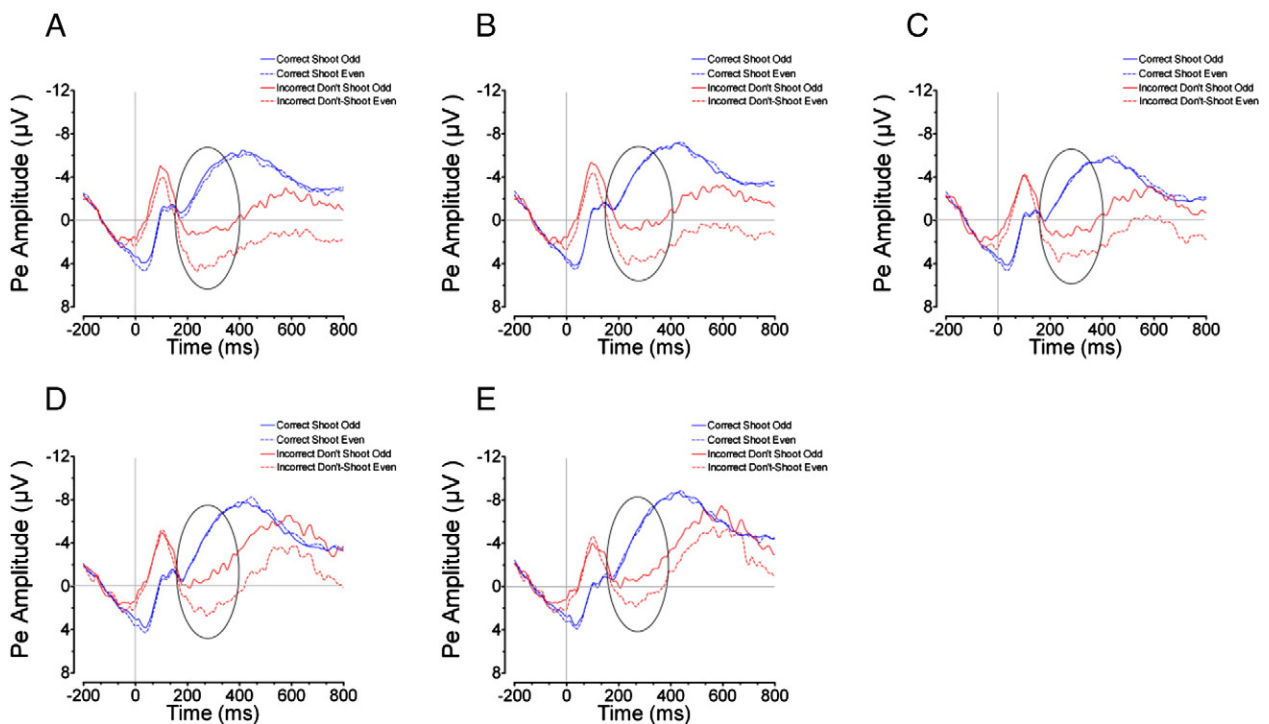 A
Correct Shoot Odd
Correct Shoot Even
Incorrect Don't Shoot Odd
Incorrect Don't-Shoot Even
Pe Amplitude (µV )
-12
-8
-4
0
4
8
-200 0 200 400 600 800
Time (ms)
B
Correct Shoot Odd
Correct Shoot Even
Incorrect Don't Shoot Odd
Incorrect Don't-Shoot Even
Pe Amplitude (µV )
-12
-8
-4
0
4
8
-200 0 200 400 600 800
Time (ms)
C
Correct Shoot Odd
Correct Shoot Even
Incorrect Don't Shoot Odd
Incorrect Don't-Shoot Even
Pe Amplitude (µV )
-12
-8
-4
0
4
8
-200 0 200 400 600 800
Time (ms)
D
Correct Shoot Odd
Correct Shoot Even
Incorrect Don't Shoot Odd
Incorrect Don't-Shoot Even
Pe Amplitude (µV )
-12
-8
-4
0
4
8
-200 0 200 400 600 800
Time (ms)
E
Correct Shoot Odd
Correct Shoot Even
Incorrect Don't Shoot Odd
Incorrect Don't-Shoot Even
Pe Amplitude (µV )
-12
-8
-4
0
4
8
-200 0 200 400 600 800
Time (ms)